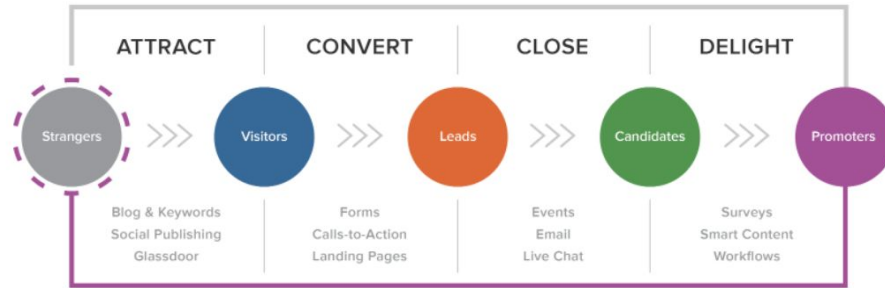 ATTRACT
CONVERT
CLOSE
DELIGHT
Strangers
Visitors
Leads
Candidates
Promoters
Blog & Keywords
Social Publishing
Glassdoor
Forms
Calls-to-Action
Landing Pages
Events
Email
Live Chat
Surveys
Smart Content
Workflows